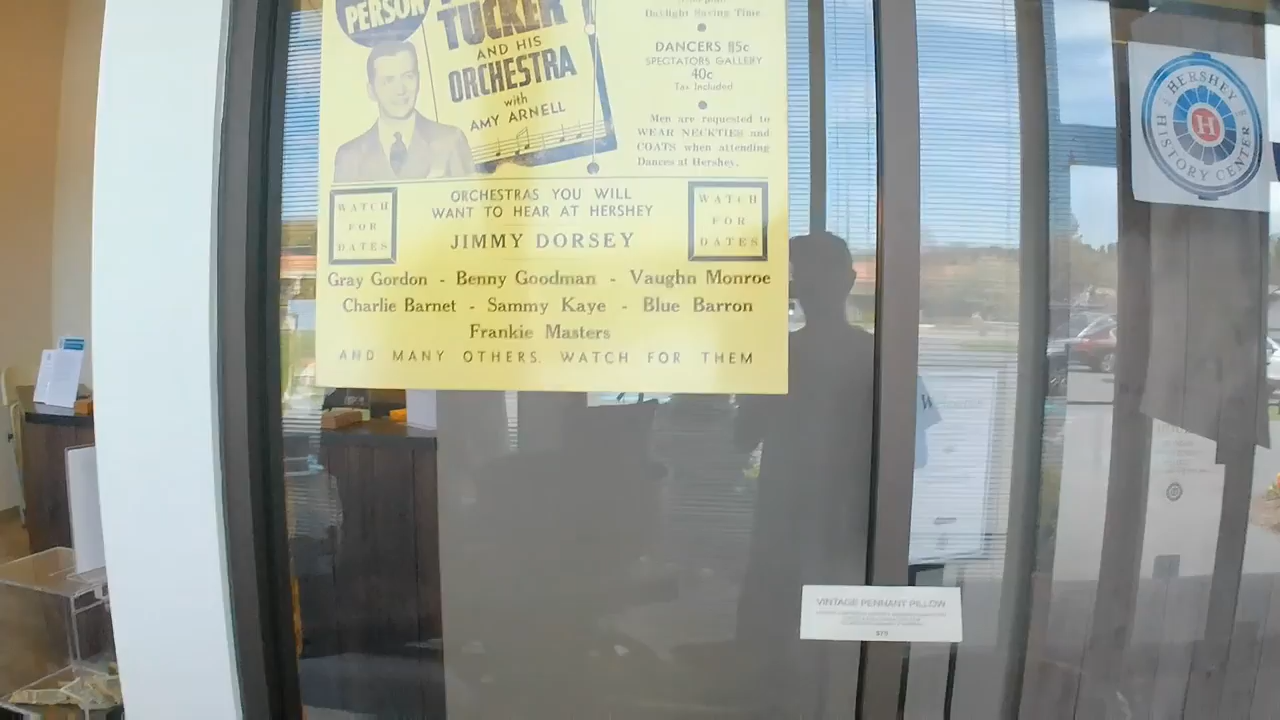 PERSON
TUCKER
AND HIS
ORCHESTRA
with
AMY ARNELL
Daylight Saving Time
DANCERS 85c
SPECTATORS GALLERY
40c
Tax Included
Men are requested to
WEAR NECKTIES and
COATS when attending
Dances at Hershey.
WATCH
FOR
DATES
ORCHESTRAS YOU WILL
WANT TO HEAR AT HERSHEY
JIMMY DORSEY
WATCH
FOR
DATES
Gray Gordon - Benny Goodman - Vaughn Monroe
Charlie Barnet - Sammy Kaye - Blue Barron
Frankie Masters
AND MANY OTHERS. WATCH FOR THEM
HERSHEY
H
HISTORY CENTER
W
VINTAGE PENNANT PILLOW